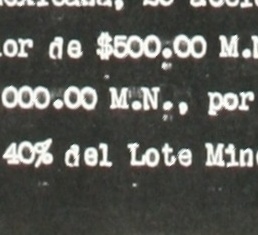 or de $500.00 M.
000.00 M.N., por
40% del Lote Min